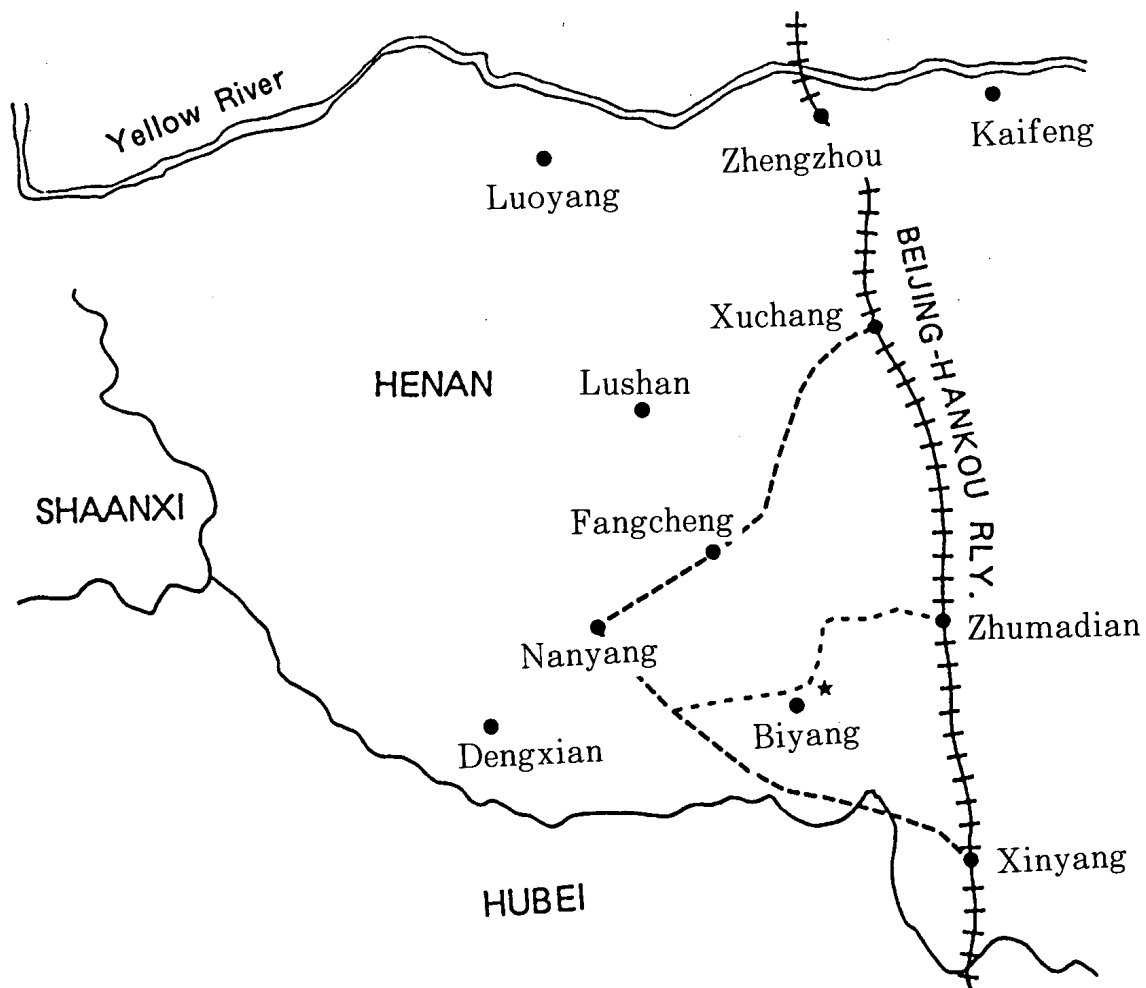 Yellow River
Kaifeng
Zhengzhou
Luoyang
BEIJING-HANKOU RLY.
Xuchang
HENAN
Lushan
SHAANXI
Fangcheng
Zhumadian
Nanyang
Biyang
Dengxian
Xinyang
HUBEI